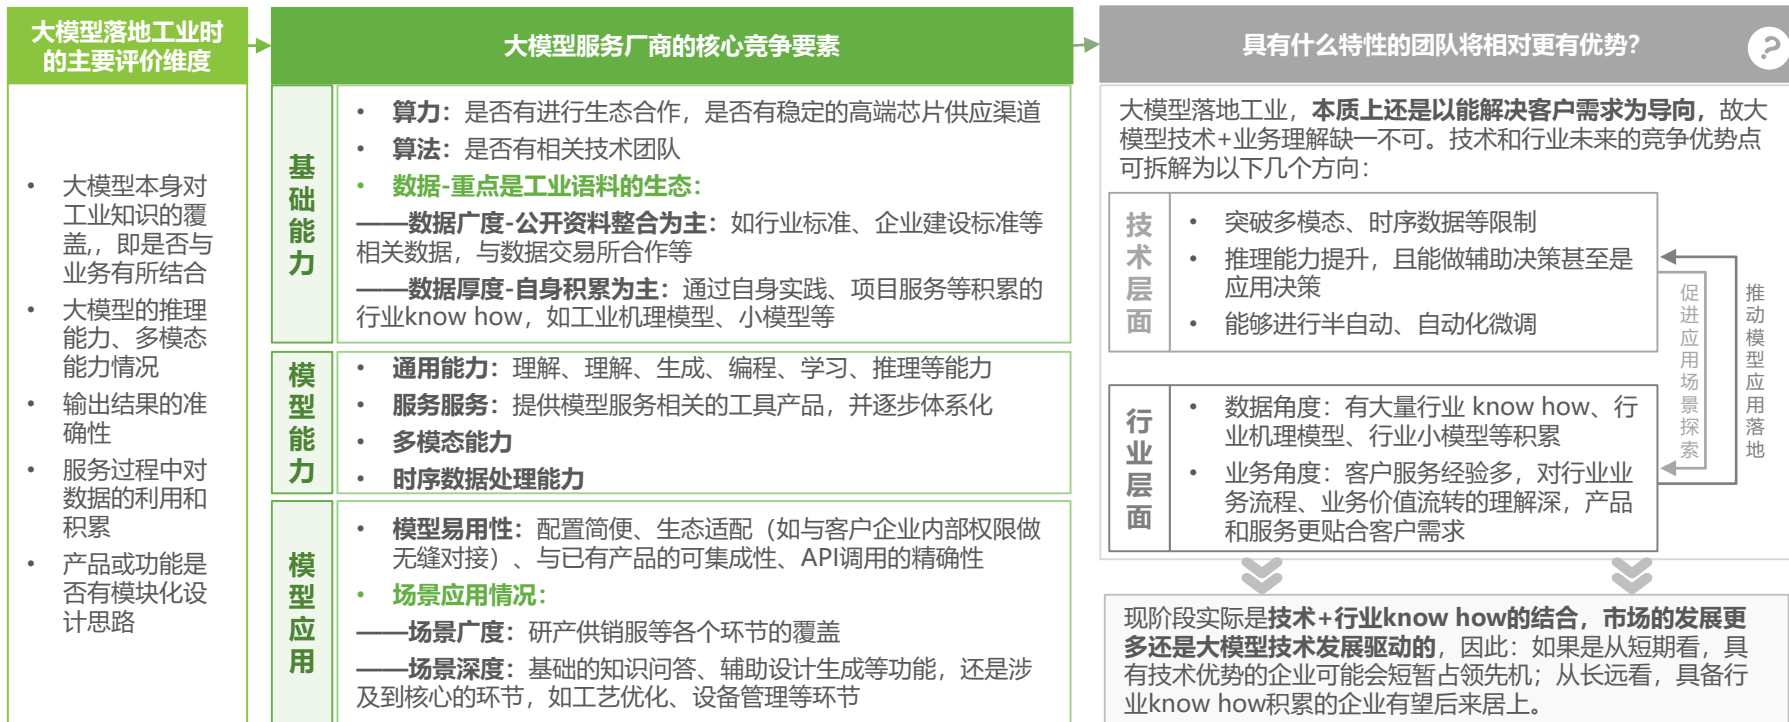 大模型落地工业时
的主要评价维度
• 大模型本身对
工业知识的覆
盖,，即是否与
业务有所结合
• 大模型的推理
能力、多模态
能力情况
• 输出结果的准
确性
• 服务过程中对
数据的利用和
积累
• 产品或功能是
否有模块化设
计思路
大模型服务厂商的核心竞争要素
基础能力
• 算力：是否有进行生态合作，是否有稳定的高端芯片供应渠道
• 算法：是否有相关技术团队
• 数据-重点是工业语料的生态：
——数据广度-公开资料整合为主：如行业标准、企业建设标准等
相关数据，与数据交易所合作等
——数据厚度-自身积累为主：通过自身实践、项目服务等积累的
行业know how，如工业机理模型、小模型等
模型能力
• 通用能力：理解、理解、生成、编程、学习、推理等能力
• 服务服务：提供模型服务相关的工具产品，并逐步体系化
• 多模态能力
• 时序数据处理能力
模型应用
• 模型易用性：配置简便、生态适配（如与客户企业内部权限做
无缝对接）、与已有产品的可集成性、API调用的精确性
• 场景应用情况：
——场景广度：研产供销服等各个环节的覆盖
——场景深度：基础的知识问答、辅助设计生成等功能，还是涉
及到核心的环节，如工艺优化、设备管理等环节
具有什么特性的团队将相对更有优势？
?
大模型落地工业，本质上还是以能解决客户需求为导向，故大
模型技术+业务理解缺一不可。技术和行业未来的竞争优势点
可拆解为以下几个方向：
技术层面
• 突破多模态、时序数据等限制
• 推理能力提升，且能做辅助决策甚至是
应用决策
• 能够进行半自动、自动化微调
行业层面
• 数据角度：有大量行业 know how、行
业机理模型、行业小模型等积累
• 业务角度：客户服务经验多，对行业业
务流程、业务价值流转的理解深，产品
和服务更贴合客户需求
促进应用场景探索
推动模型应用落地
现阶段实际是技术+行业know how的结合，市场的发展更
多还是大模型技术发展驱动的，因此：如果是从短期看，具
有技术优势的企业可能会短暂占领先机；从长远看，具备行
业know how积累的企业有望后来居上。